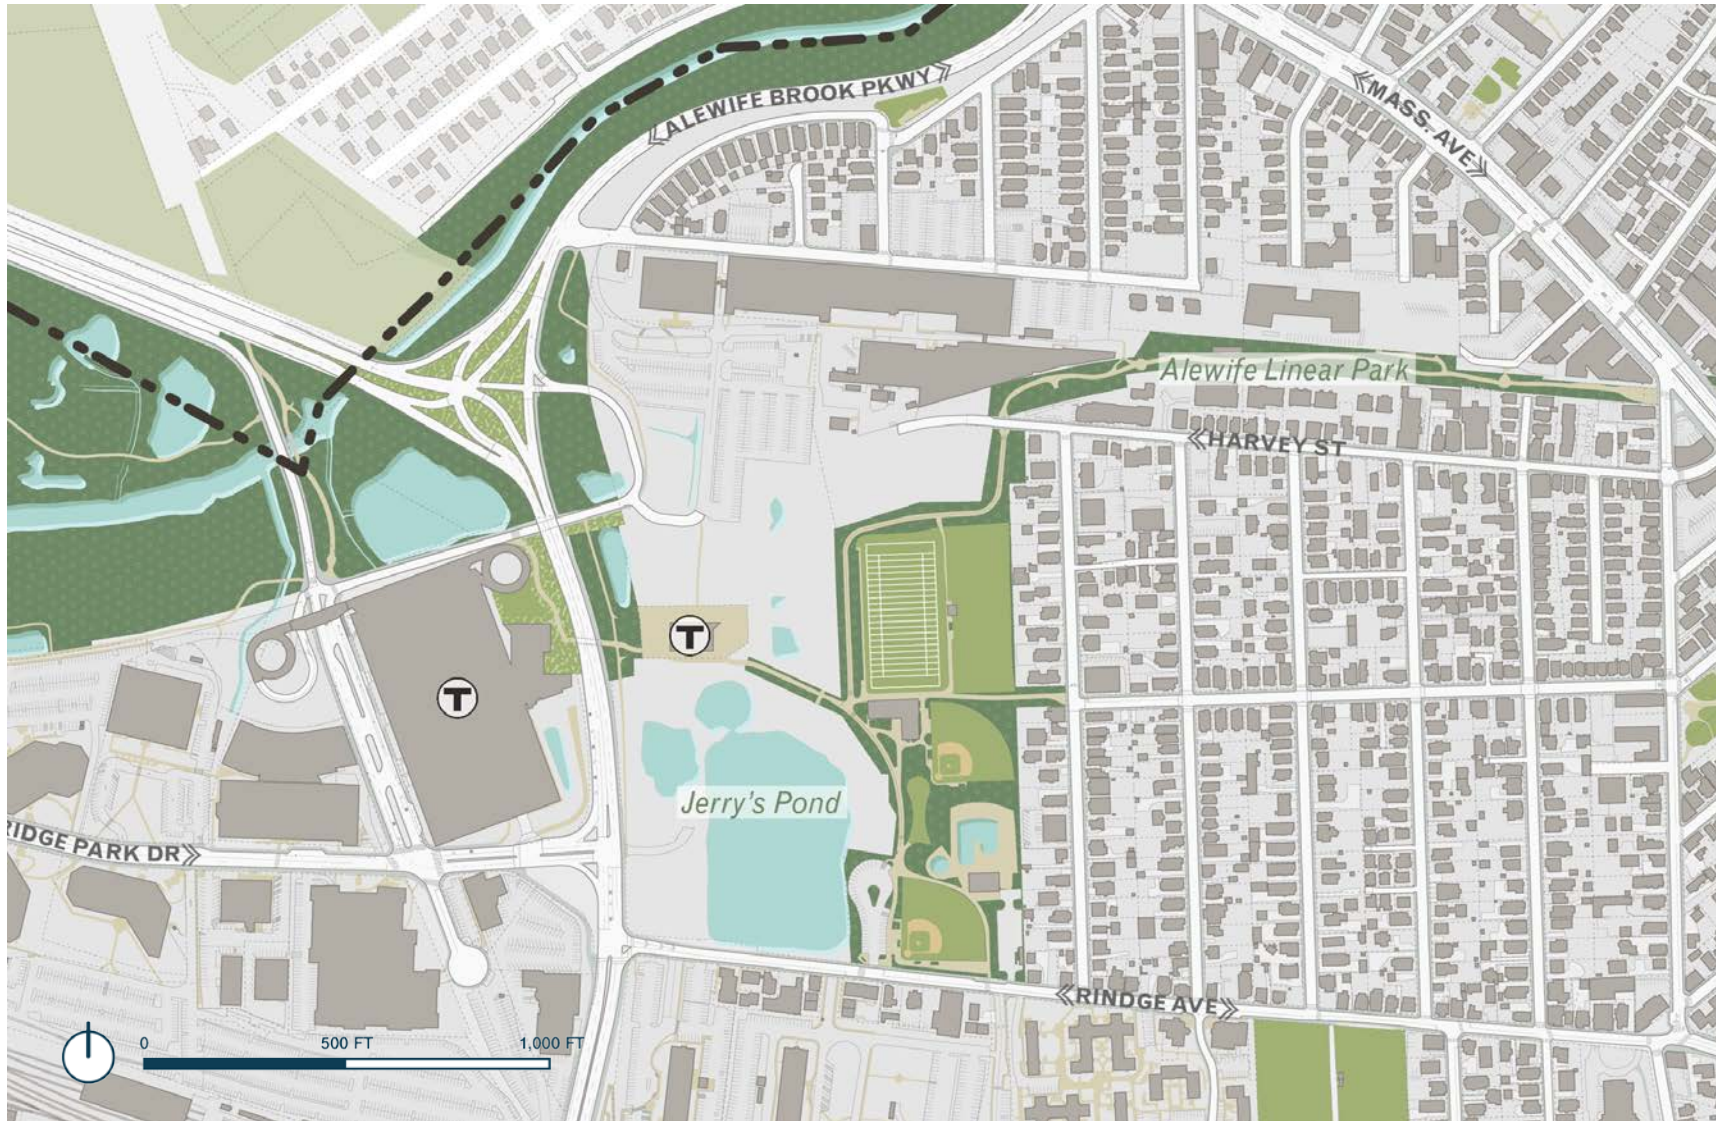 ALEWIFE BROOK PKWY
MASS. AVE
Alewife Linear Park
HARVEY ST
T
T
Jerry's Pond
RIDGE PARK DR
RINDGE AVE
0 500 FT 1,000 FT